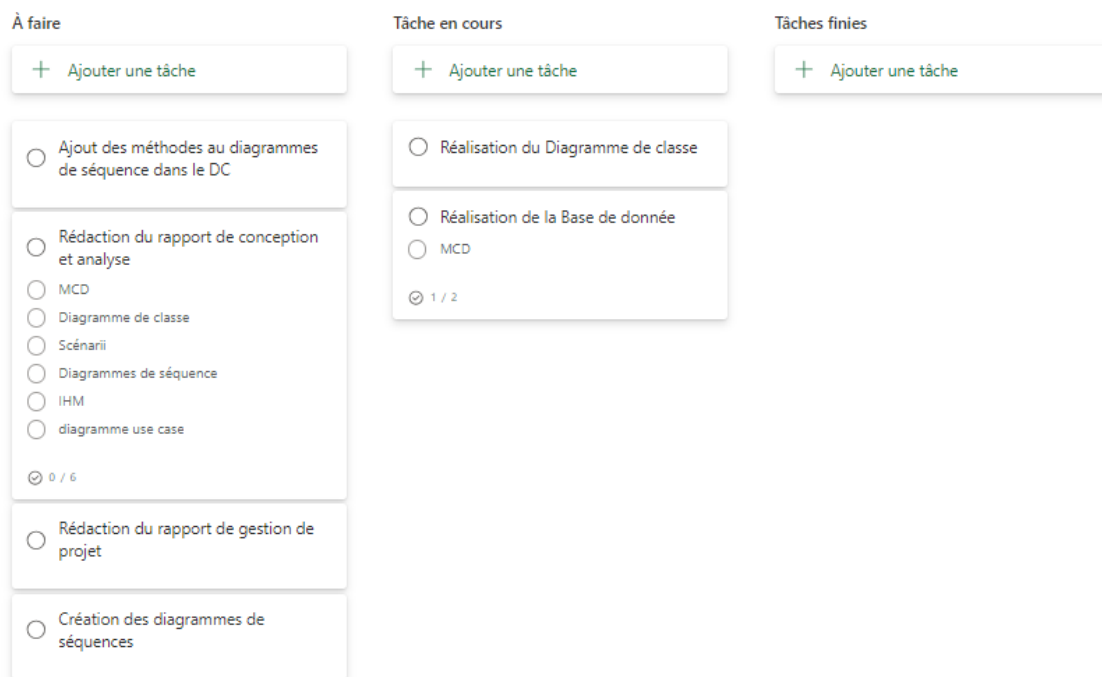 À faire
Ajouter une tâche
Ajout des méthodes au diagrammes
de séquence dans le DC
Rédaction du rapport de conception
et analyse
MCD
Diagramme de classe
Scénarii
Diagrammes de séquence
IHM
diagramme use case
0 / 6
Rédaction du rapport de gestion de
projet
Création des diagrammes de
séquences
Tâche en cours
Ajouter une tâche
Réalisation du Diagramme de classe
Réalisation de la Base de donnée
MCD
1 / 2
Tâches finies
Ajouter une tâche